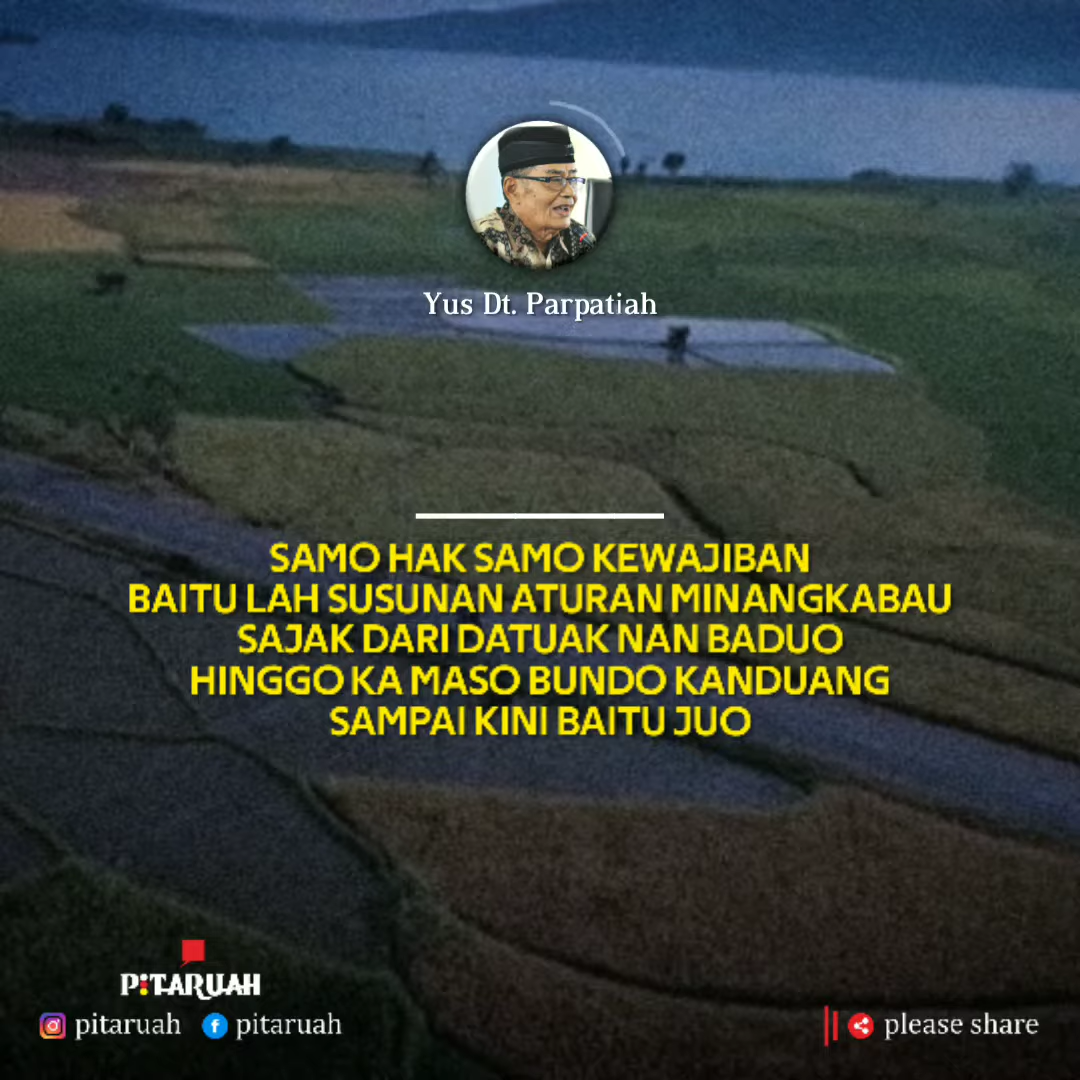 Yus Dt. Parpatiah
SAMO HAK SAMO KEWAJIBAN
BAITU LAH SUSUNAN ATURAN MINANGKABAU
SAJAK DARI DATUAK NAN BADUO
HINGGO KA MASO BUNDO KANDUANG
SAMPAI KINI BAITU JUO
PiTARUAH
pitaruah pitaruah
please share